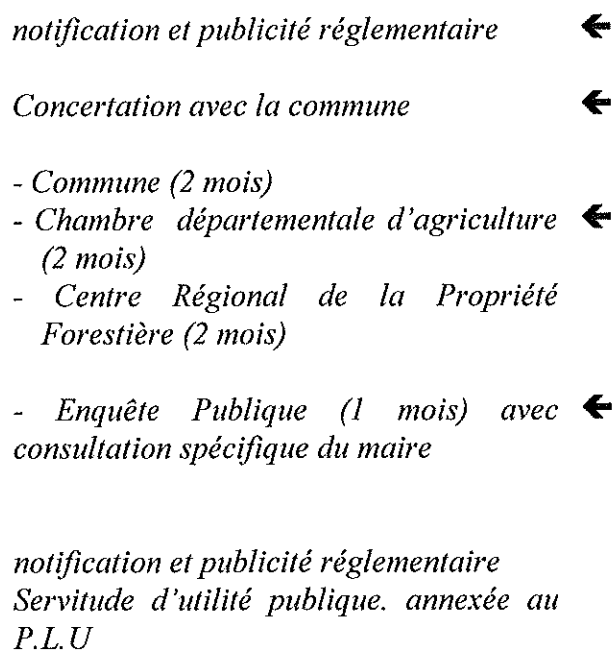 notification et publicité réglementaire
Concertation avec la commune
- Commune (2 mois)
- Chambre départementale d'agriculture
(2 mois)
- Centre Régional de la Propriété
Forestière (2 mois)
- Enquête Publique (1 mois) avec
consultation spécifique du maire
notification et publicité réglementaire
Servitude d'utilité publique. annexée au
P.L.U